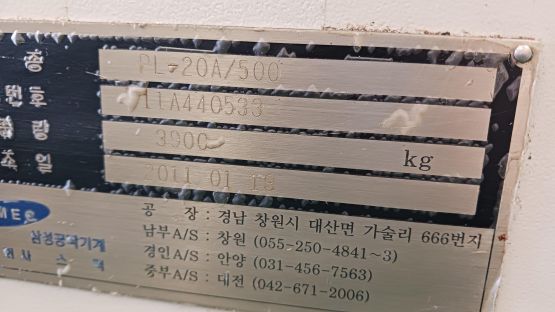 형 PL-20A/500
번호 11A440533
중량 3900 kg
조일 2011.01.18
MEC 공 장 : 경남 창원시 대산면 가술리 666번지
삼성공작기계 남부A/S : 창원 (055-250-4841~3)
경인A/S : 안양 (031-456-7563)
중부A/S : 대전 (042-671-2006)